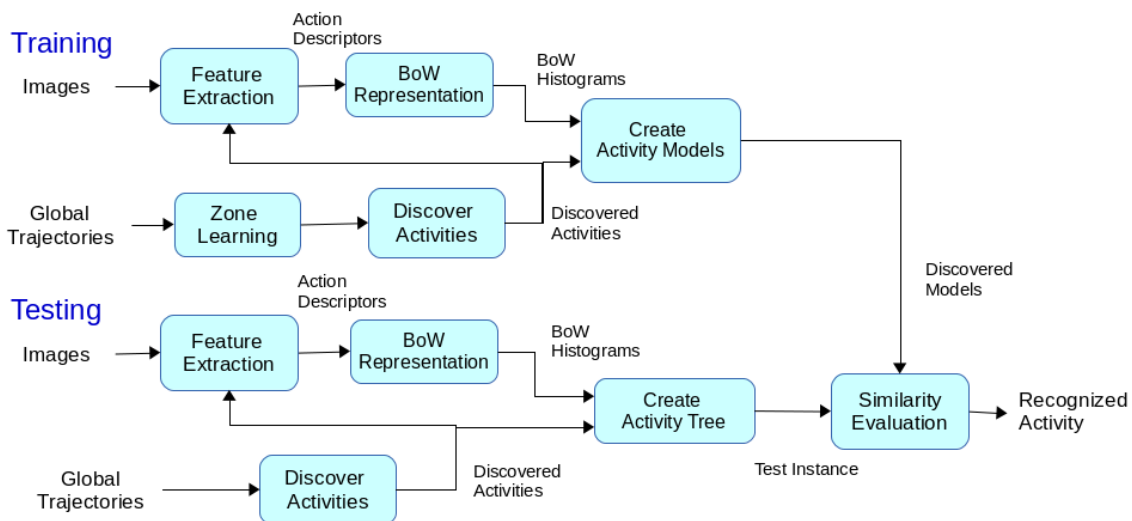 Training
Images
Feature
Extraction
Action
Descriptors
BoW
Representation
BoW
Histograms
Create
Activity Models
Global
Trajectories
Zone
Learning
Discover
Activities
Discovered
Activities
Discovered
Models
Testing
Images
Feature
Extraction
Action
Descriptors
BoW
Representation
BoW
Histograms
Create
Activity Tree
Similarity
Evaluation
Recognized
Activity
Test Instance
Global
Trajectories
Discover
Activities
Discovered
Activities